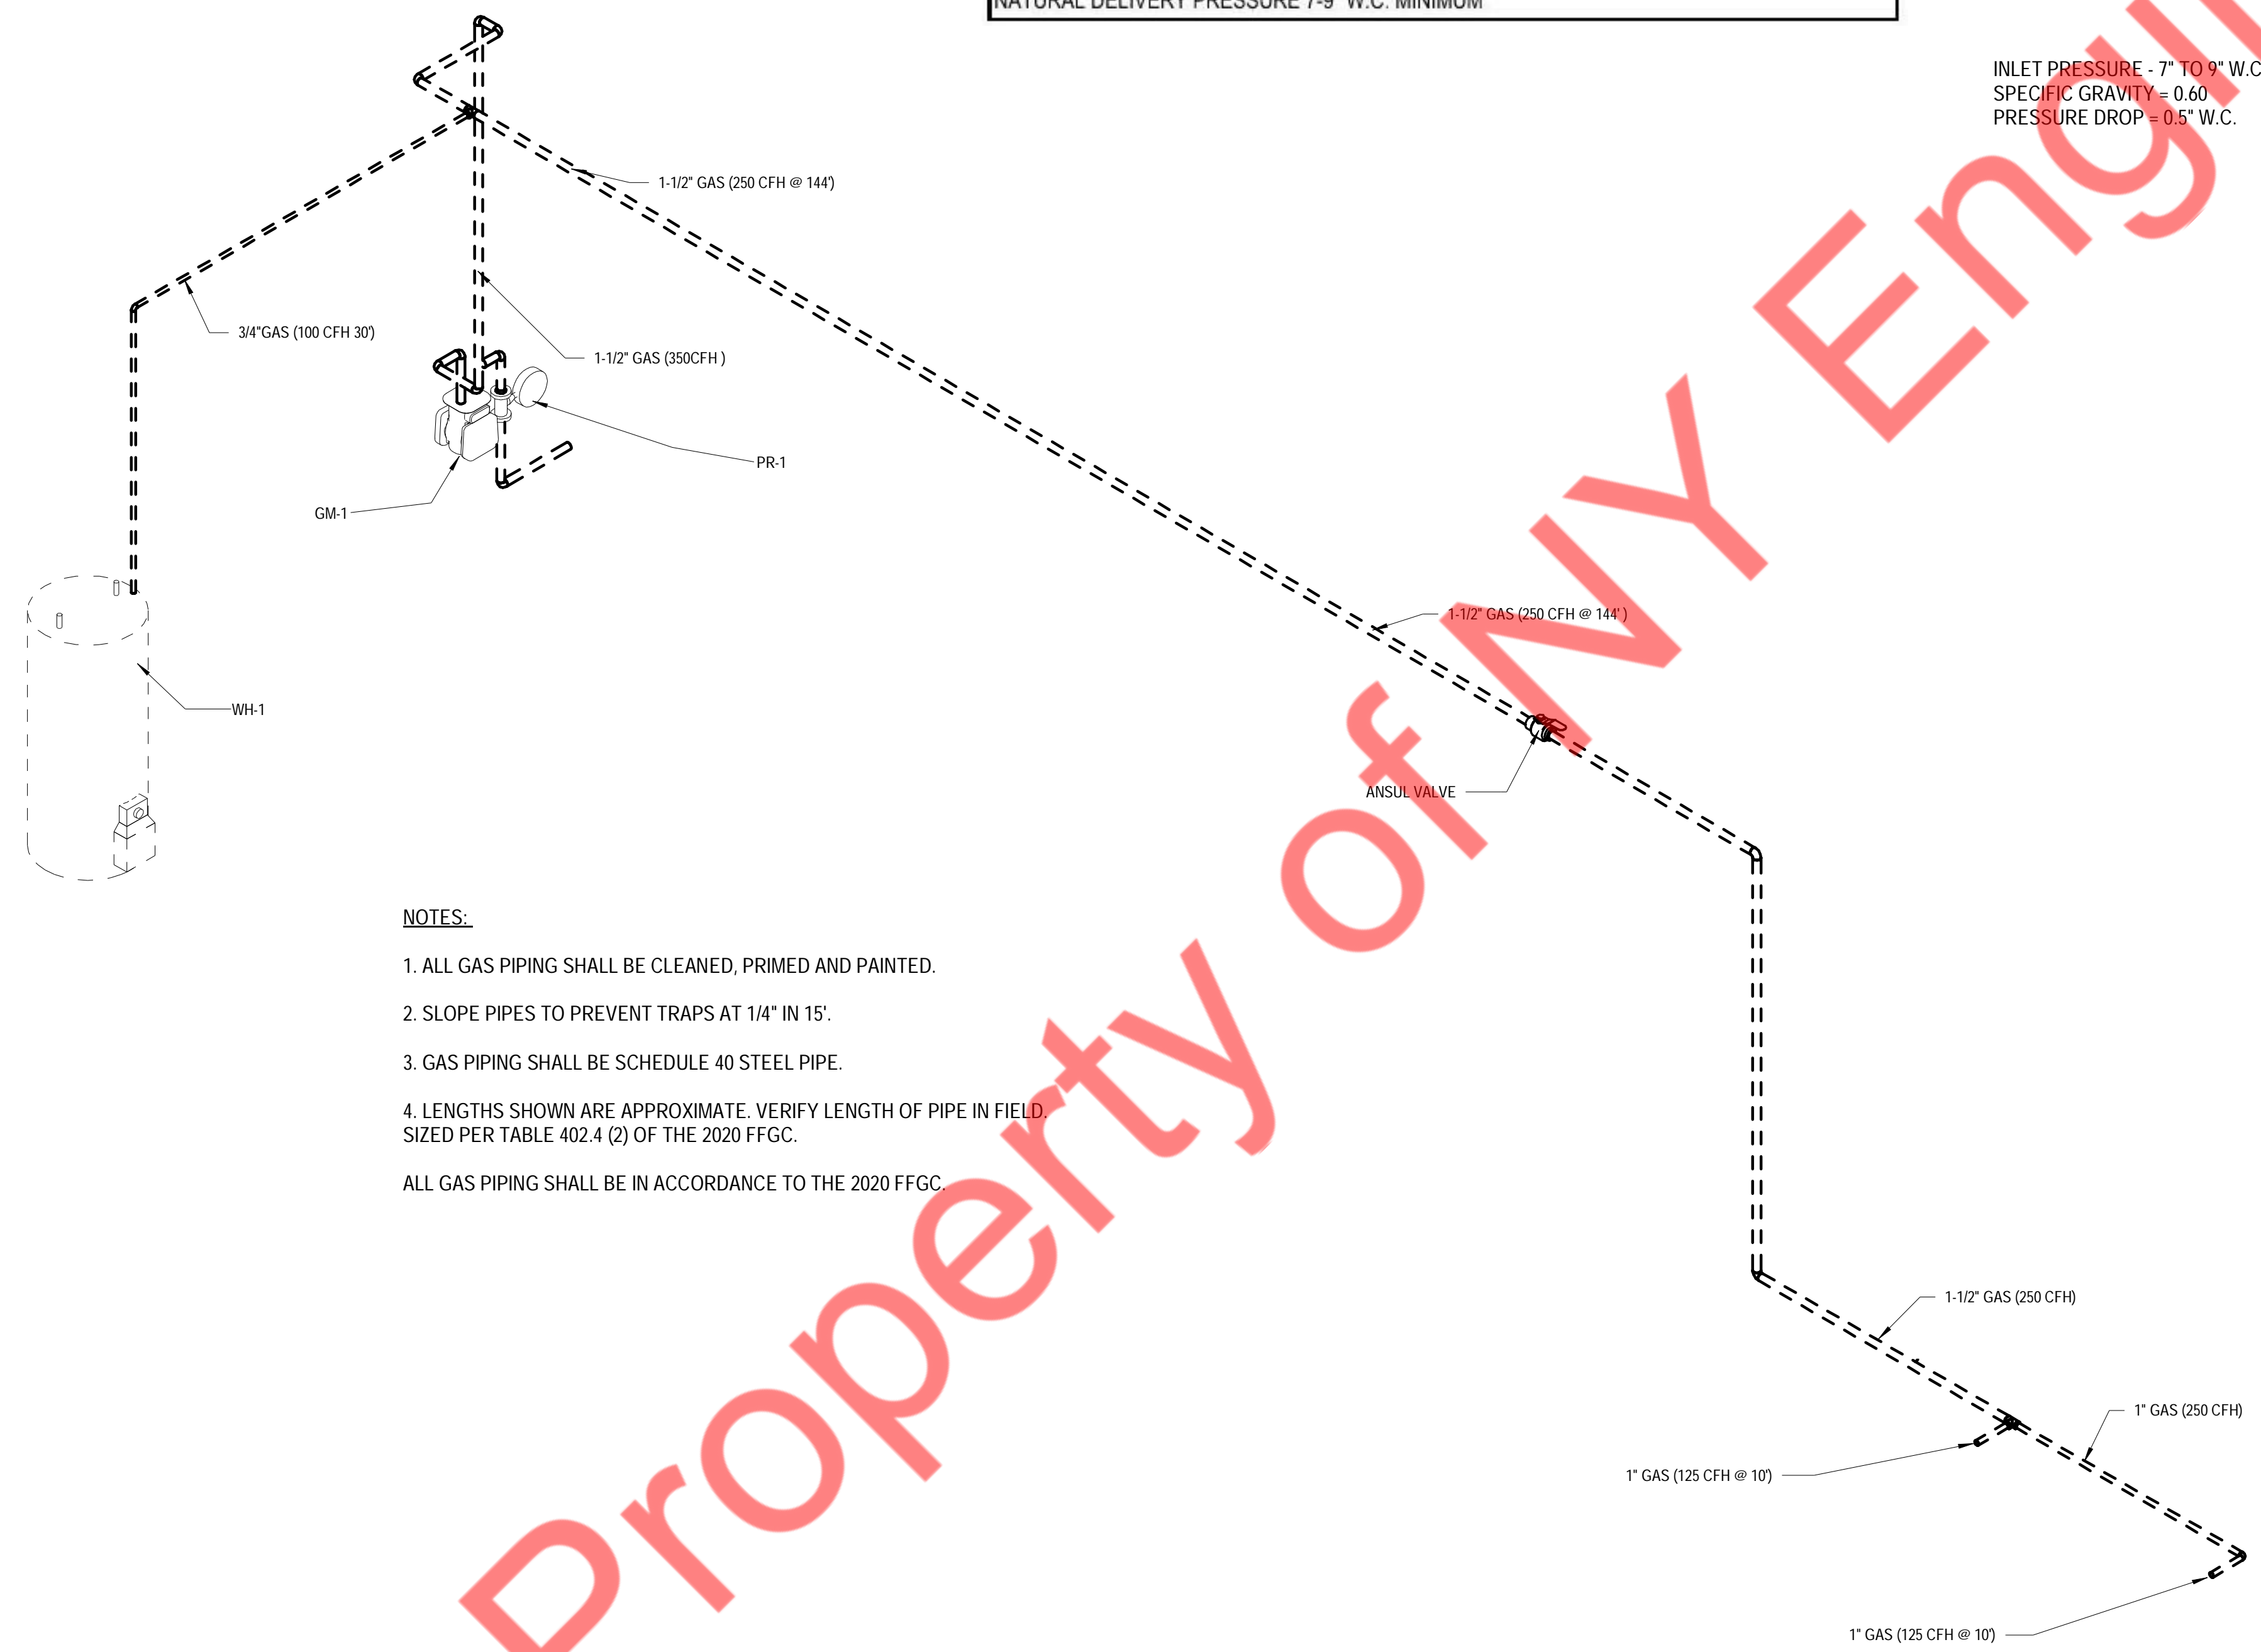 NATURAL DELIVERY PRESSURE 7-9" W.C. MINIMUM
INLET PRESSURE - 7" TO 9" W.C
SPECIFIC GRAVITY = 0.60
PRESSURE DROP = 0.5" W.C.
1-1/2" GAS (250 CFH @ 144')
3/4"GAS (100 CFH 30')
1-1/2" GAS (350CFH )
PR-1
GM-1
1-1/2" GAS (250 CFH @ 144' )
WH-1
ANSUL VALVE
NOTES:
1. ALL GAS PIPING SHALL BE CLEANED, PRIMED AND PAINTED.
2. SLOPE PIPES TO PREVENT TRAPS AT 1/4" IN 15'.
3. GAS PIPING SHALL BE SCHEDULE 40 STEEL PIPE.
4. LENGTHS SHOWN ARE APPROXIMATE. VERIFY LENGTH OF PIPE IN FIELD.
SIZED PER TABLE 402.4 (2) OF THE 2020 FFGC.
ALL GAS PIPING SHALL BE IN ACCORDANCE TO THE 2020 FFGC.
1-1/2" GAS (250 CFH)
1" GAS (250 CFH)
1" GAS (125 CFH @ 10')
1" GAS (125 CFH @ 10')
Property of NY Engi